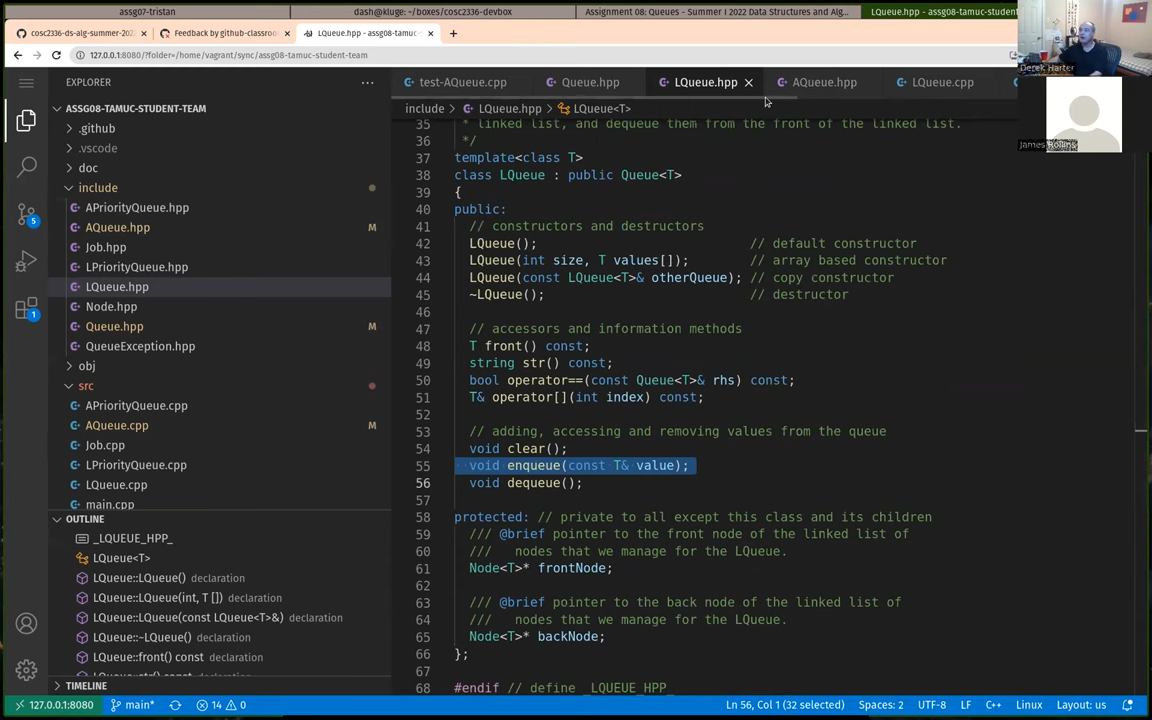 assg07-tristan
dash@kluge: ~/boxes/cosc2336-devbox
Assignment 08: Queues - Summer I 2022 Data Structures and Alg...
LQueue.hpp - assg08-tamuc-student
cosc2336-ds-alg-summer-202
Feedback by github-classroo
LQueue.hpp - assg08-tamuc-s
127.0.0.1:8080/?folder=/home/vagrant/sync/assg08-tamuc-student-team
Derek Harter
James Rollins
EXPLORER
ASSG08-TAMUC-STUDENT-TEAM
.github
.vscode
doc
include
APriorityQueue.hpp
AQueue.hpp M
Job.hpp
LPriorityQueue.hpp
LQueue.hpp
Node.hpp
Queue.hpp M
QueueException.hpp
obj
src
APriorityQueue.cpp
AQueue.cpp M
Job.cpp
LPriorityQueue.cpp
LQueue.cpp
main.cpp
5
1
OUTLINE
_LQUEUE_HPP_
LQueue<T>
LQueue::LQueue() declaration
LQueue::LQueue(int, T []) declaration
LQueue::LQueue(const LQueue<T>&) declaration
LQueue::~LQueue() declaration
LQueue::front() const declaration
LQueue::str() const declaration
TIMELINE
test-AQueue.cpp
Queue.hpp
LQueue.hpp
AQueue.hpp
LQueue.cpp
include > LQueue.hpp > LQueue<T>
35 * linked list, and dequeue them from the front of the linked list.
36 */
37 template<class T>
38 class LQueue : public Queue<T>
39 {
40 public:
41 // constructors and destructors
42 LQueue(); // default constructor
43 LQueue(int size, T values[]); // array based constructor
44 LQueue(const LQueue<T>& otherQueue); // copy constructor
45 ~LQueue(); // destructor
46
47 // accessors and information methods
48 T front() const;
49 string str() const;
50 bool operator==(const Queue<T>& rhs) const;
51 T& operator[](int index) const;
52
53 // adding, accessing and removing values from the queue
54 void clear();
55 void enqueue(const T& value);
56 void dequeue();
57
58 protected: // private to all except this class and its children
59 /// @brief pointer to the front node of the linked list of
60 /// nodes that we manage for the LQueue.
61 Node<T>* frontNode;
62
63 /// @brief pointer to the back node of the linked list of
64 /// nodes that we manage for the LQueue.
65 Node<T>* backNode;
66 };
67
68 #endif // define _LQUEUE_HPP_
127.0.0.1:8080 main* 14 0 Ln 56, Col 1 (32 selected) Spaces: 2 UTF-8 LF C++ Linux Layout: us